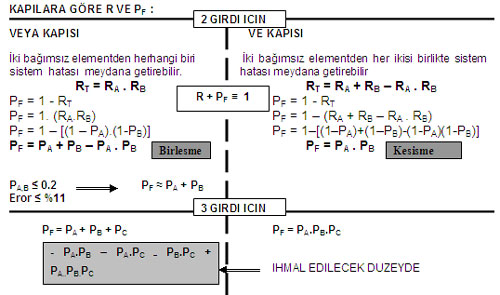 KAPILARA GÖRE R VE PF :
2 GIRDI ICIN
VEYA KAPISI
İki bağımsız elementden herhangi biri
sistem hatası meydana getirebilir.
RT = RA . RB
PF = 1 - RT
PF = 1. (RA.RB)
PF = 1 – [(1 – PA).(1-PB)]
PF = PA + PB – PA . PB
Birlesme
PA,B ≤ 0.2
Eror ≤ %11
PF ≈ PA + PB
R + PF ≡ 1
VE KAPISI
İki bağımsız elementden her ikisi birlikte sistem
hatası meydana getirebilir
RT = RA + RB – RA . RB
PF = 1 - RT
PF = 1 – (RA + RB – RA. RB)
PF = 1–[(1–PA)+(1–PB)-(1-PA)(1-PB)]
PF = PA . PB
Kesisme
3 GIRDI ICIN
PF = PA + PB + PC
- PA.PB – PA.PC _ PB.PC +
PA.PB.PC
PF = PA.PB.PC
IHMAL EDILECEK DUZEYDE